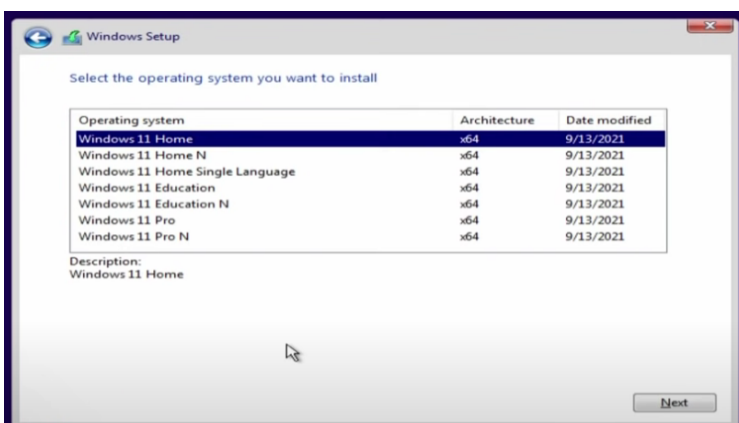 Windows Setup
Select the operating system you want to install
Operating system Architecture Date modified
Windows 11 Home x64 9/13/2021
Windows 11 Home N x64 9/13/2021
Windows 11 Home Single Language x64 9/13/2021
Windows 11 Education x64 9/13/2021
Windows 11 Education N x64 9/13/2021
Windows 11 Pro x64 9/13/2021
Windows 11 Pro N x64 9/13/2021
Description:
Windows 11 Home
Next